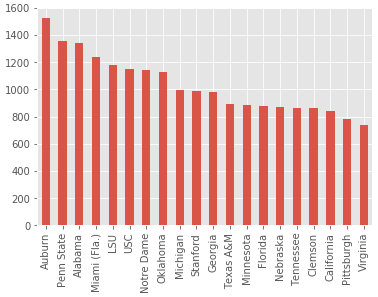 1600
1400
1200
1000
800
600
400
200
0
Auburn
Penn State
Alabama
Miami (Fla.)
LSU
USC
Notre Dame
Oklahoma
Michigan
Stanford
Georgia
Texas A&M
Minnesota
Florida
Nebraska
Tennessee
Clemson
California
Pittsburgh
Virginia